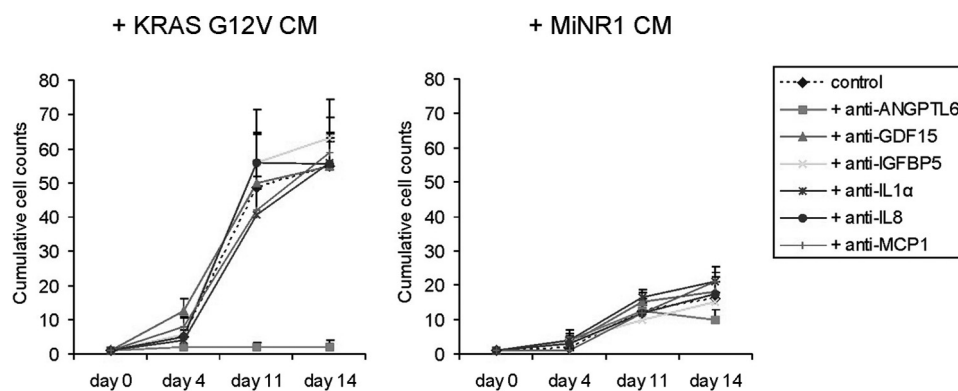 + KRAS G12V CM
+ MiNR1 CM
Cumulative cell counts
80
70
60
50
40
30
20
10
0
day 0 day 4 day 11 day 14
Cumulative cell counts
80
70
60
50
40
30
20
10
0
day 0 day 4 day 11 day 14
control
+ anti-ANGPTL6
+ anti-GDF15
+ anti-IGFBP5
+ anti-IL1α
+ anti-IL8
+ anti-MCP1